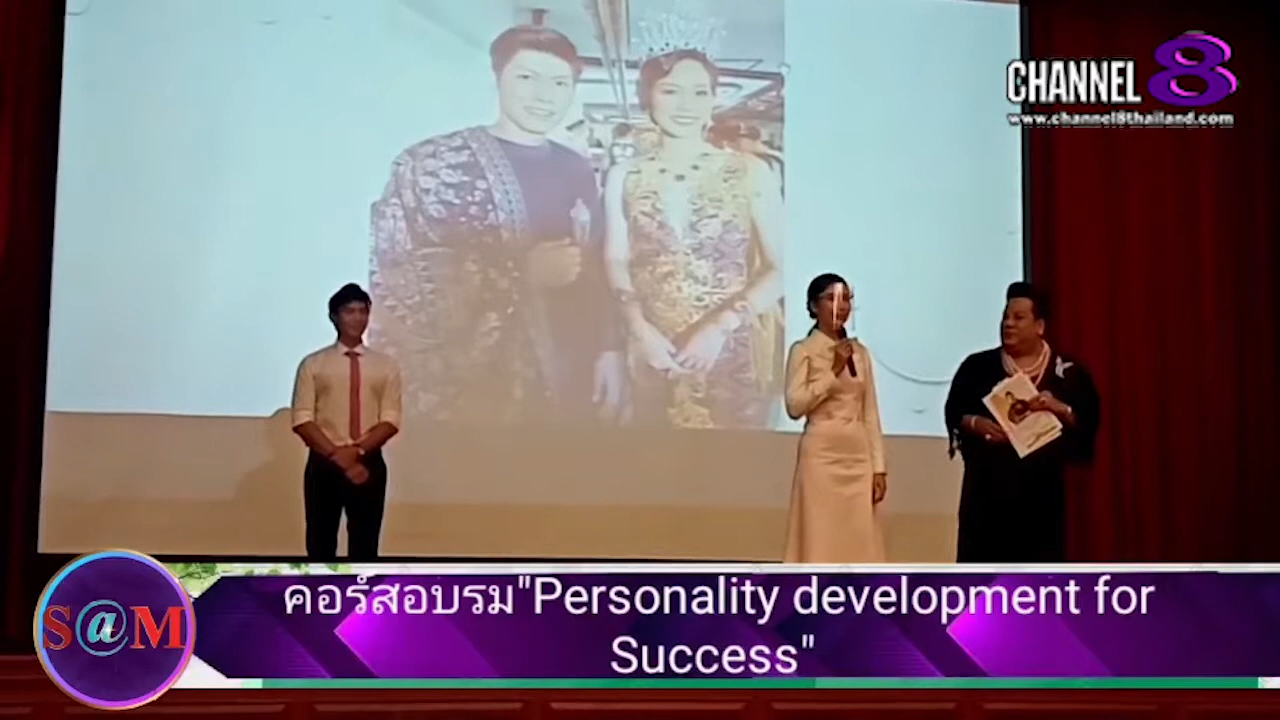 CHANNEL 8
www.channel8thailand.com
S@M
คอร์สอบรม"Personality development for
Success"